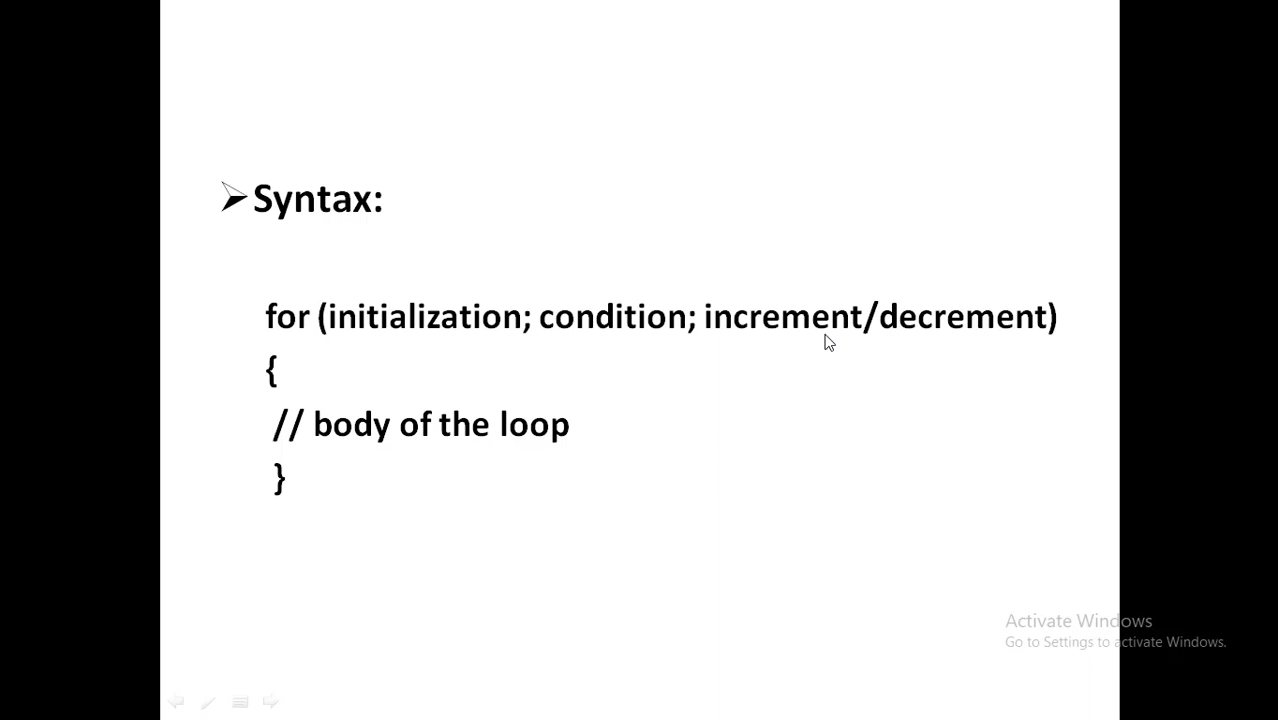 Syntax:
for (initialization; condition; increment/decrement)
{
// body of the loop
}
Activate Windows
Go to Settings to activate Windows.